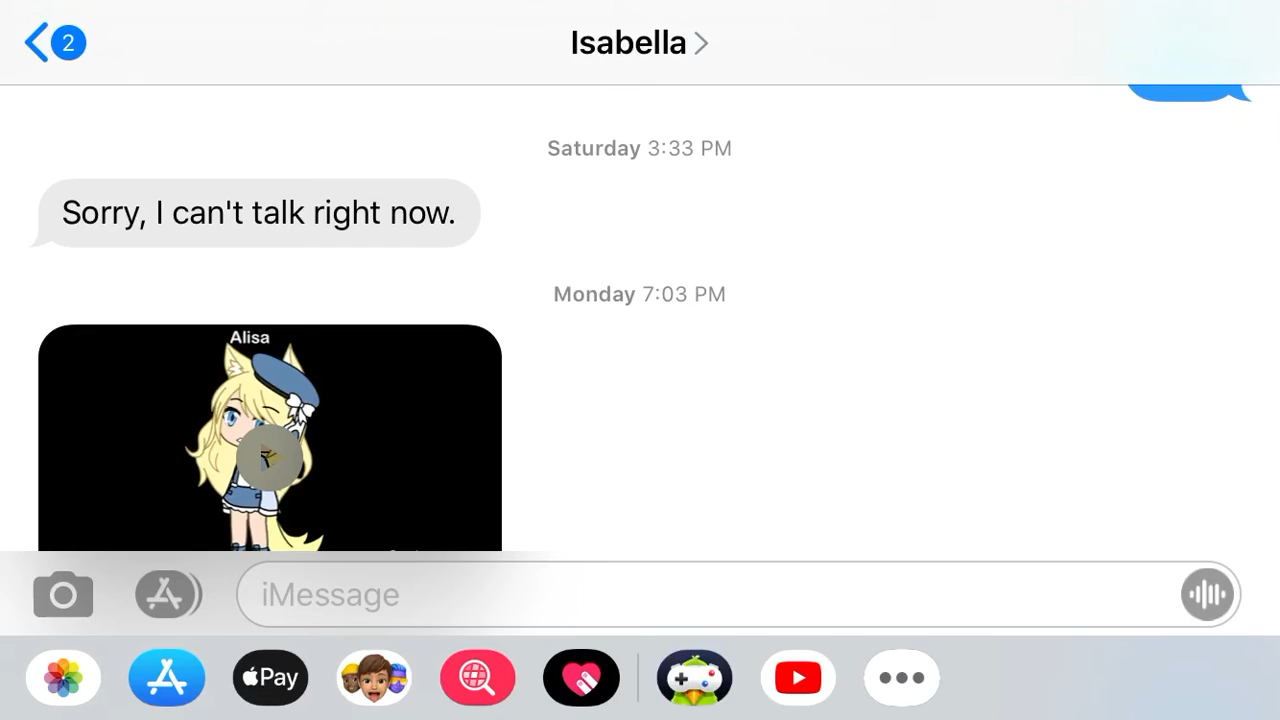 2
Isabella
Saturday 3:33 PM
Sorry, I can't talk right now.
Monday 7:03 PM
Alisa
iMessage
Pay